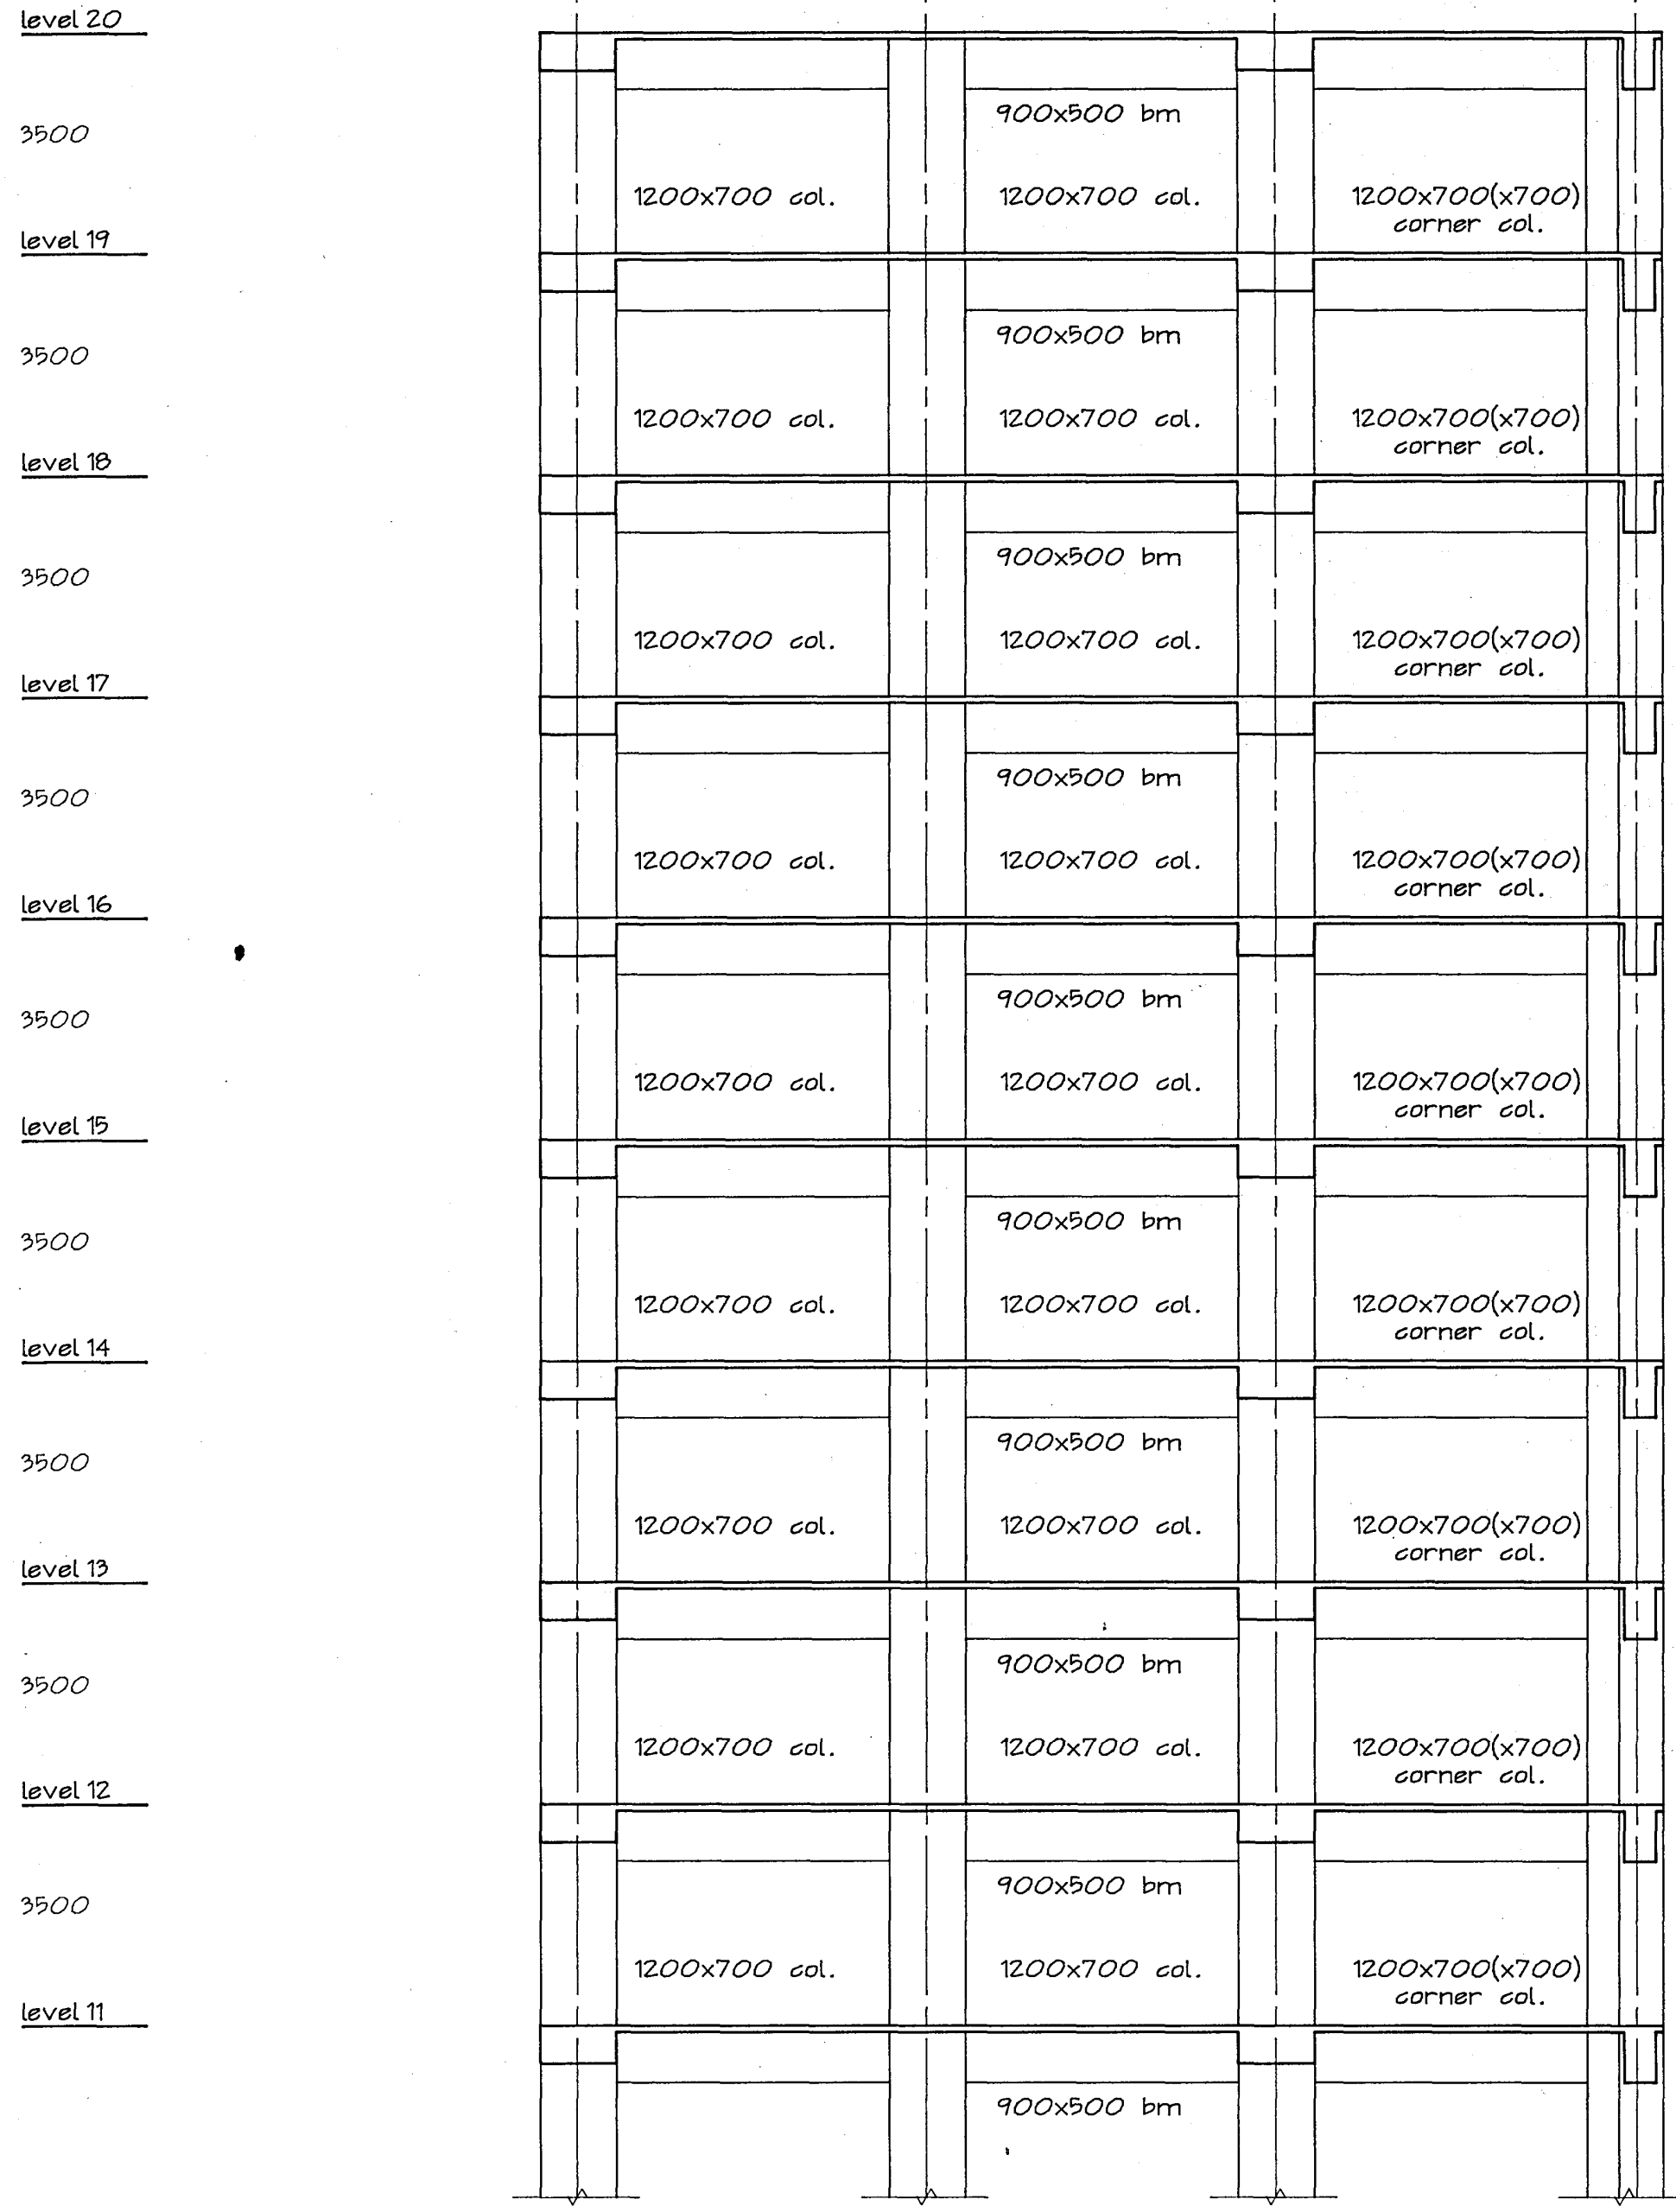 level 20
900x500 bm
3500
1200x700 col. 1200x700 col. 1200x700(x700)
corner col.
level 19
900x500 bm
3500
1200x700 col. 1200x700 col. 1200x700(x700)
corner col.
level 18
900x500 bm
3500
1200x700 col. 1200x700 col. 1200x700(x700)
corner col.
level 17
900x500 bm
3500
1200x700 col. 1200x700 col. 1200x700(x700)
corner col.
level 16
900x500 bm
3500
1200x700 col. 1200x700 col. 1200x700(x700)
corner col.
level 15
900x500 bm
3500
1200x700 col. 1200x700 col. 1200x700(x700)
corner col.
level 14
900x500 bm
3500
1200x700 col. 1200x700 col. 1200x700(x700)
corner col.
level 13
900x500 bm
3500
1200x700 col. 1200x700 col. 1200x700(x700)
corner col.
level 12
900x500 bm
3500
1200x700 col. 1200x700 col. 1200x700(x700)
corner col.
level 11
900x500 bm